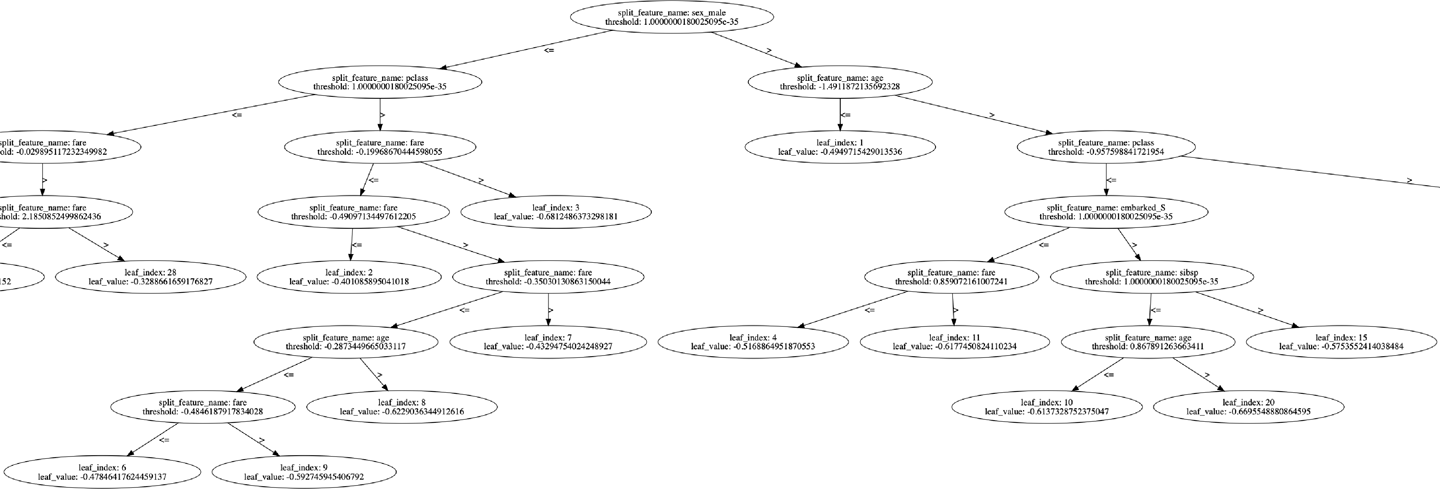 split_feature_name: sex_male
threshold: 1.0000000180025095e-35
<=
>
split_feature_name: pclass
threshold: 1.0000000180025095e-35
split_feature_name: age
threshold: -1.4911872135692328
<=
>
<=
>
split_feature_name: fare
old: -0.029895117232349982
split_feature_name: fare
threshold: -0.19968670444598055
leaf_index: 1
leaf_value: -0.4949715429013536
split_feature_name: pclass
threshold: -0.957598841721954
>
<=
>
<=
>
split_feature_name: fare
threshold: 2.1850852499862436
split_feature_name: fare
threshold: -0.49097134497612205
leaf_index: 3
leaf_value: -0.6812486373298181
split_feature_name: embarked_S
threshold: 1.0000000180025095e-35
<=
>
<=
>
<=
>
152
leaf_index: 28
leaf_value: -0.3288661659176827
leaf_index: 2
leaf_value: -0.401085895041018
split_feature_name: fare
threshold: -0.35030130863150044
split_feature_name: fare
threshold: 0.859072161007241
split_feature_name: sibsp
threshold: 1.0000000180025095e-35
<=
>
<=
>
<=
>
split_feature_name: age
threshold: -0.2873449665033117
leaf_index: 7
leaf_value: -0.43294754024248927
leaf_index: 4
leaf_value: -0.5168864951870553
leaf_index: 11
leaf_value: -0.6177450824110234
split_feature_name: age
threshold: 0.867891263663411
leaf_index: 15
leaf_value: -0.5753552414038484
<=
>
<=
>
split_feature_name: fare
threshold: -0.4846187917834028
leaf_index: 8
leaf_value: -0.6229036344912616
leaf_index: 10
leaf_value: -0.6137328752375047
leaf_index: 20
leaf_value: -0.6695548880864595
<=
>
leaf_index: 6
leaf_value: -0.47846417624459137
leaf_index: 9
leaf_value: -0.592745945406792